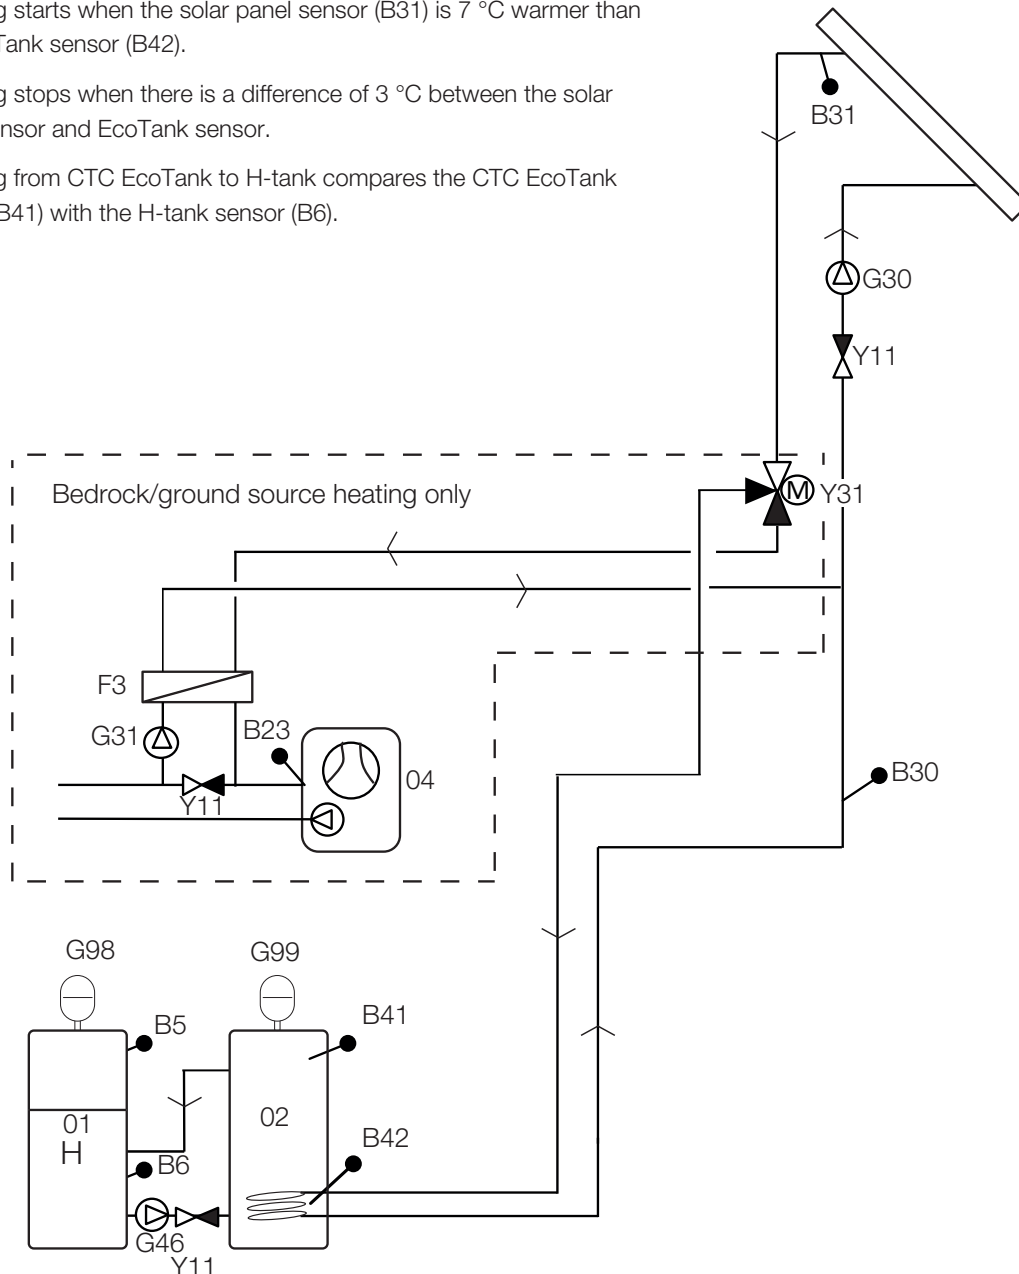 g starts when the solar panel sensor (B31) is 7 °C warmer than
Tank sensor (B42).
g stops when there is a difference of 3 °C between the solar
nsor and EcoTank sensor.
g from CTC EcoTank to H-tank compares the CTC EcoTank
B41) with the H-tank sensor (B6).
B31
G30
Y11
Bedrock/ground source heating only
M
Y31
F3
G31
B23
04
Y11
B30
G98
G99
B5
B41
01
H
02
B6
B42
G46
Y11